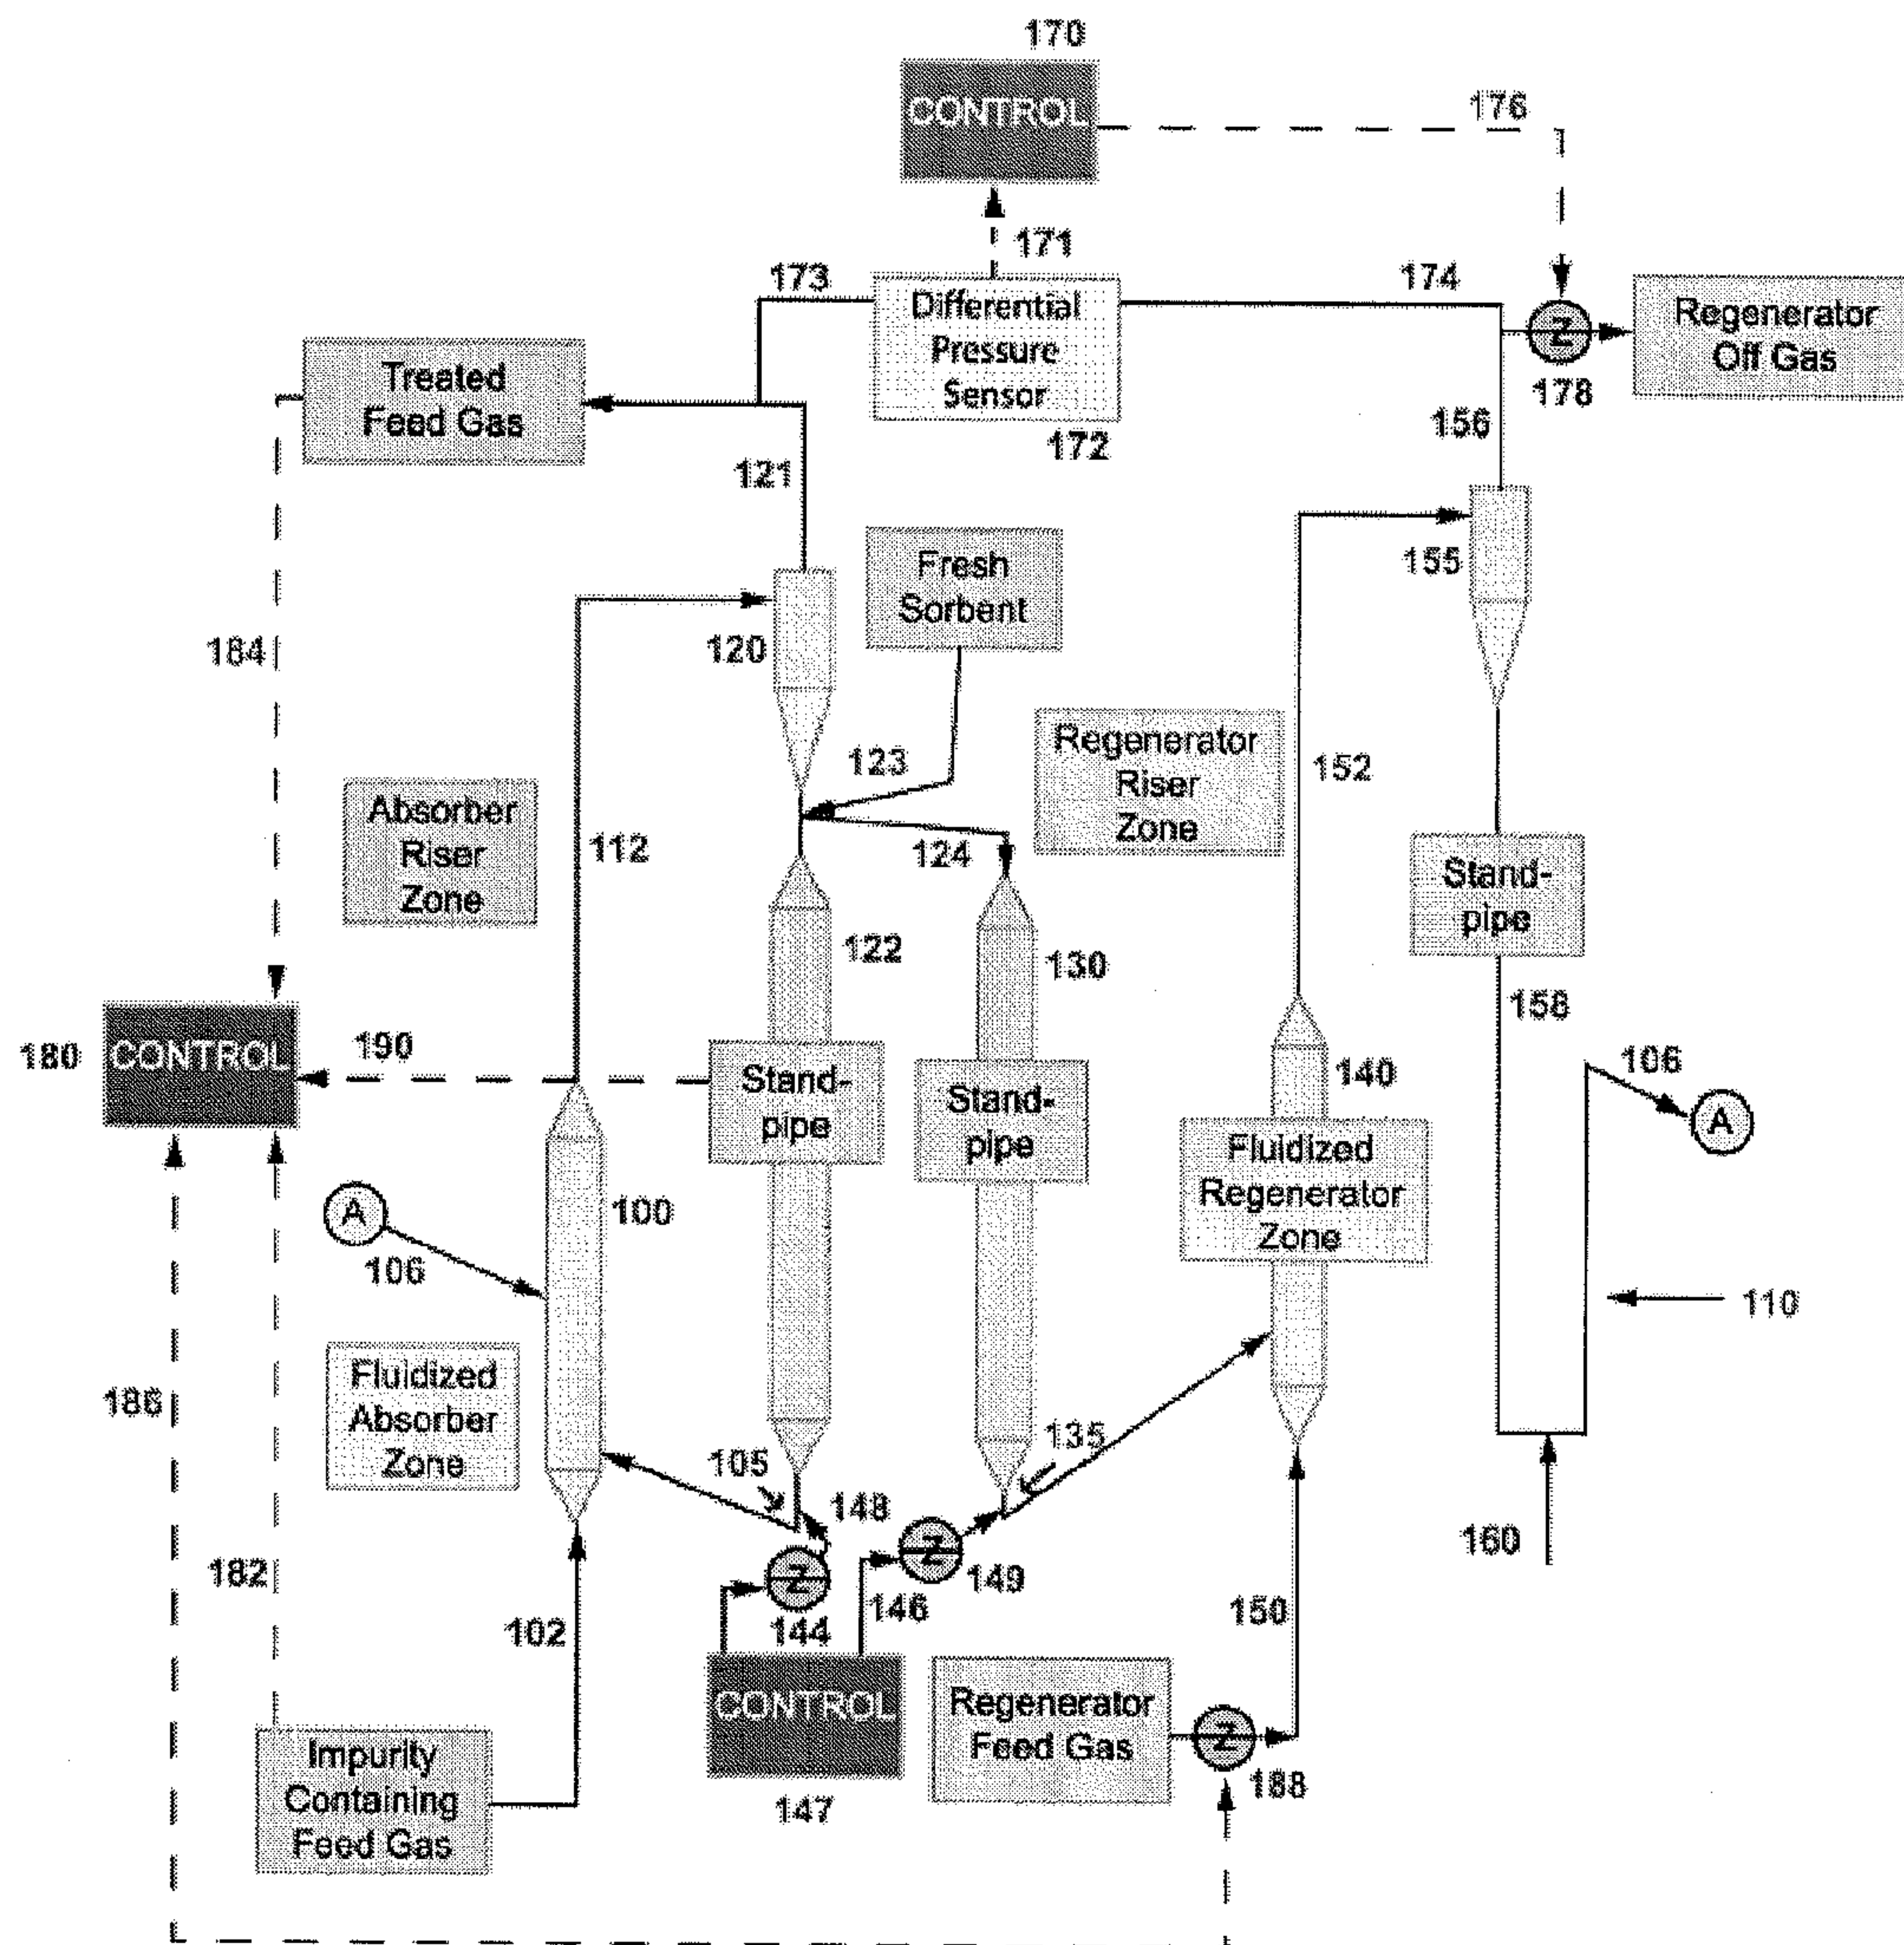 170
CONTROL
176
171
173
174
Differential
Pressure
Sensor
172
Regenerator
Off Gas
178
Treated
Feed Gas
121
156
Fresh
Sorbent
155
184
120
Regenerator
Riser
Zone
152
123
124
Absorber
Riser
Zone
112
Stand-
pipe
122
130
158
180
CONTROL
190
Stand-
pipe
Stand-
pipe
140
106
A
Fluidized
Regenerator
Zone
A
106
100
110
Fluidized
Absorber
Zone
186
105
135
148
Z
Z
149
160
182
102
144
146
150
CONTROL
147
Regenerator
Feed Gas
Z
188
Impurity
Containing
Feed Gas
Z